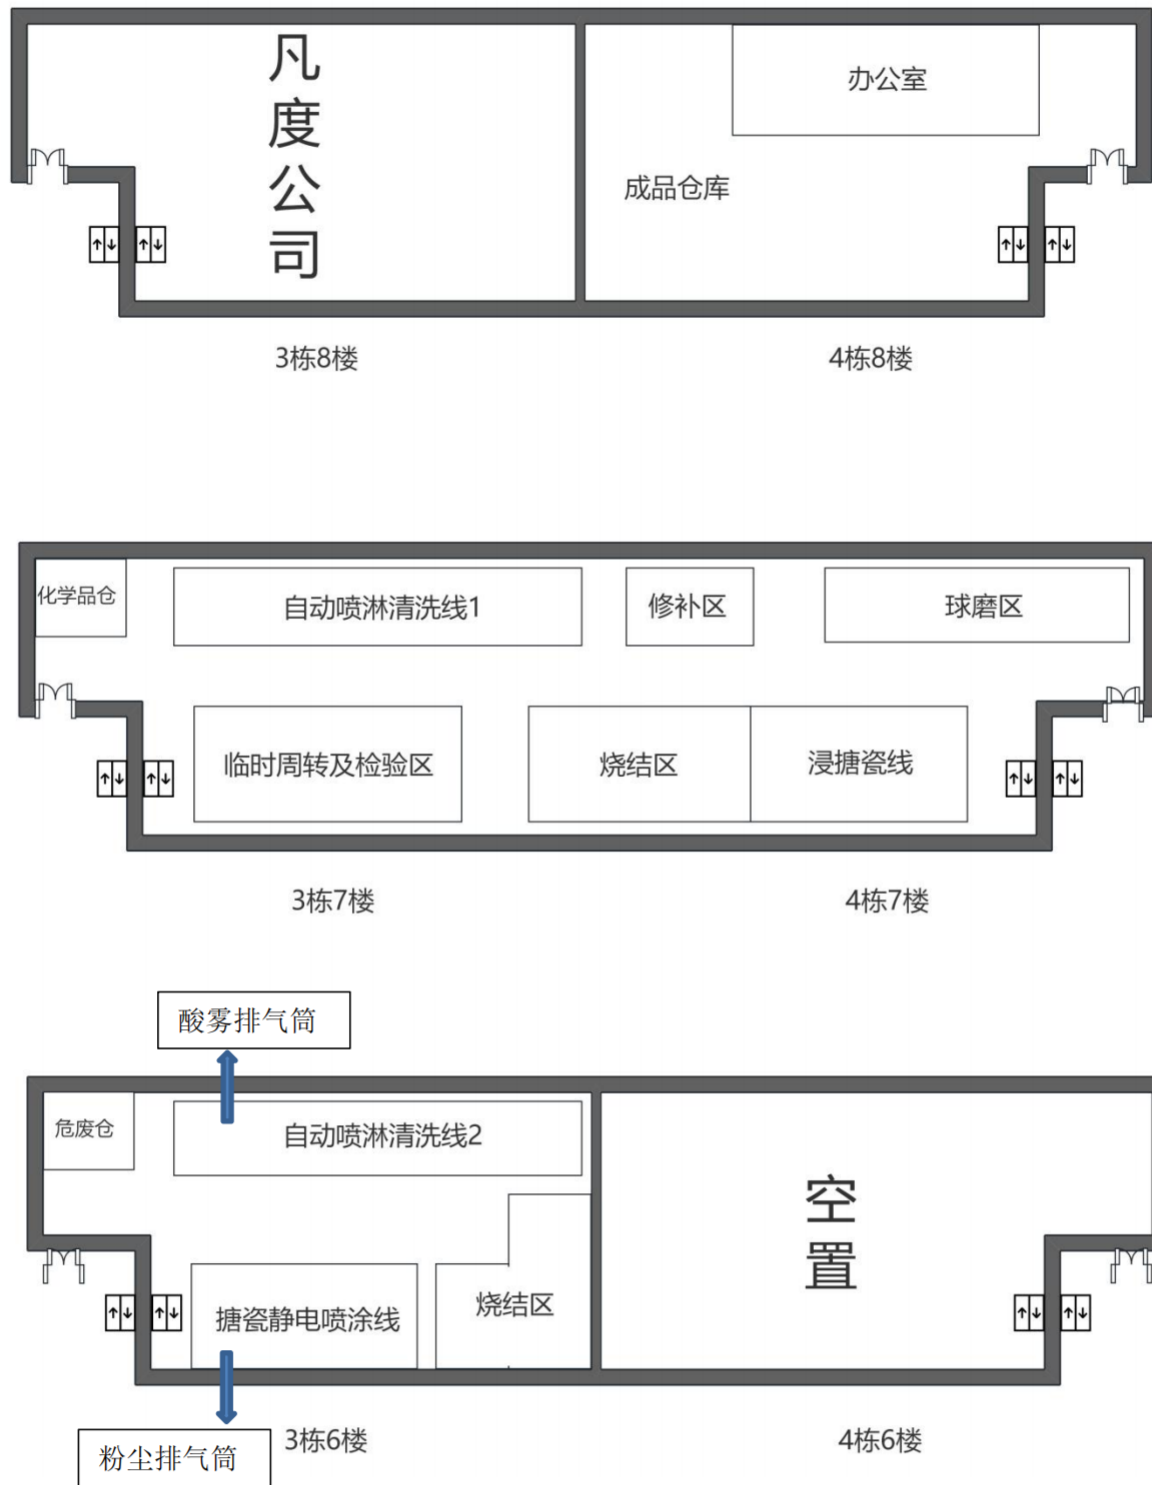 凡度公司
办公室
成品仓库
3栋8楼
4栋8楼
化学品仓
自动喷淋清洗线1
修补区
球磨区
临时周转及检验区
烧结区
浸搪瓷线
3栋7楼
4栋7楼
酸雾排气筒
危废仓
自动喷淋清洗线2
空置
搪瓷静电喷涂线
烧结区
粉尘排气筒
3栋6楼
4栋6楼